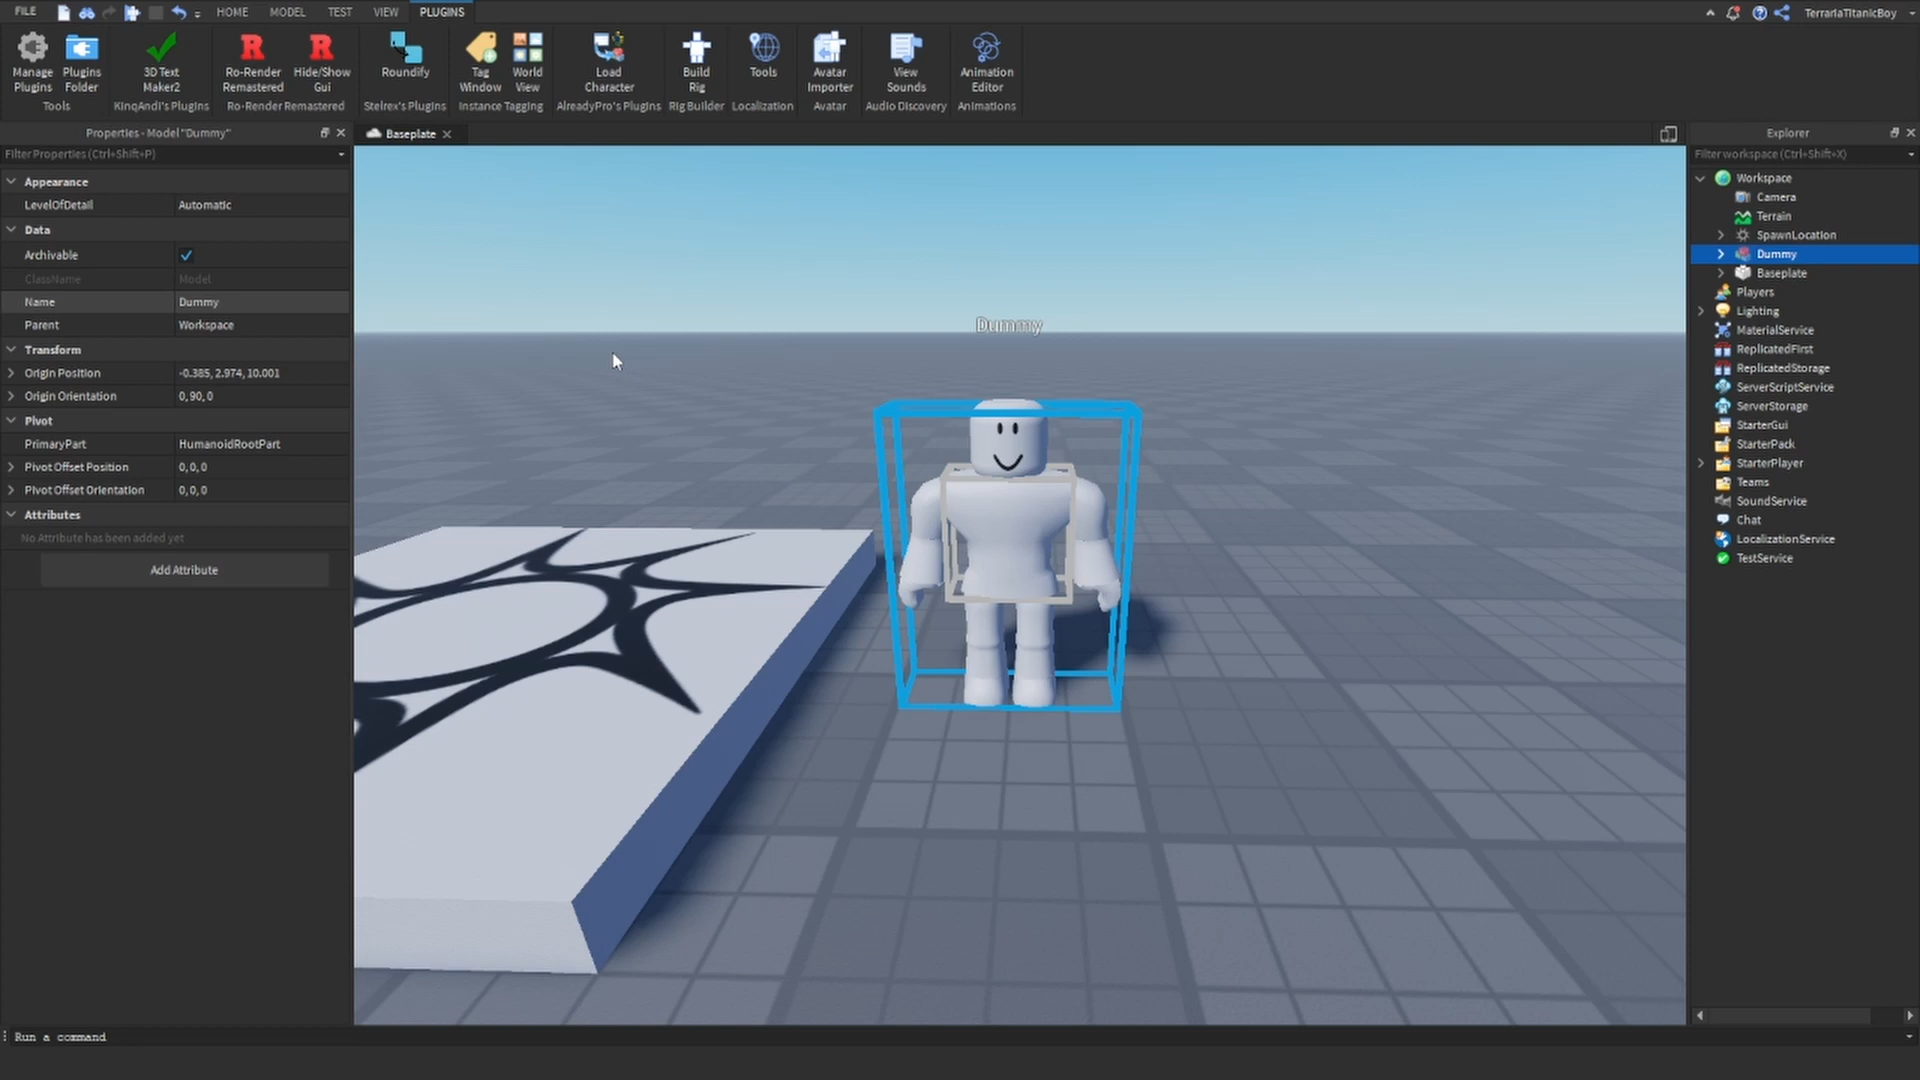 FILE
HOME
MODEL
TEST
VIEW
PLUGINS
TerrariaTitanicBoy
Manage Plugins
Plugins Folder
Tools
3D Text Maker2
KinqAndi's Plugins
Ro-Render Remastered
Hide/Show Gui
Ro-Render Remastered
Roundify
Stelrex's Plugins
Tag Window
World View
Instance Tagging
Load Character
AlreadyPro's Plugins
Build Rig
Rig Builder
Tools
Localization
Avatar Importer
Avatar
View Sounds
Audio Discovery
Animation Editor
Animations
Properties - Model "Dummy"
Filter Properties (Ctrl+Shift+P)
Appearance
LevelOfDetail Automatic
Data
Archivable
ClassName Model
Name Dummy
Parent Workspace
Transform
Origin Position -0.385, 2.974, 10.001
Origin Orientation 0, 90, 0
Pivot
PrimaryPart HumanoidRootPart
Pivot Offset Position 0, 0, 0
Pivot Offset Orientation 0, 0, 0
Attributes
No Attribute has been added yet
Add Attribute
Baseplate
Dummy
Explorer
Filter workspace (Ctrl+Shift+X)
Workspace
Camera
Terrain
SpawnLocation
Dummy
Baseplate
Players
Lighting
MaterialService
ReplicatedFirst
ReplicatedStorage
ServerScriptService
ServerStorage
StarterGui
StarterPack
StarterPlayer
Teams
SoundService
Chat
LocalizationService
TestService
Run a command